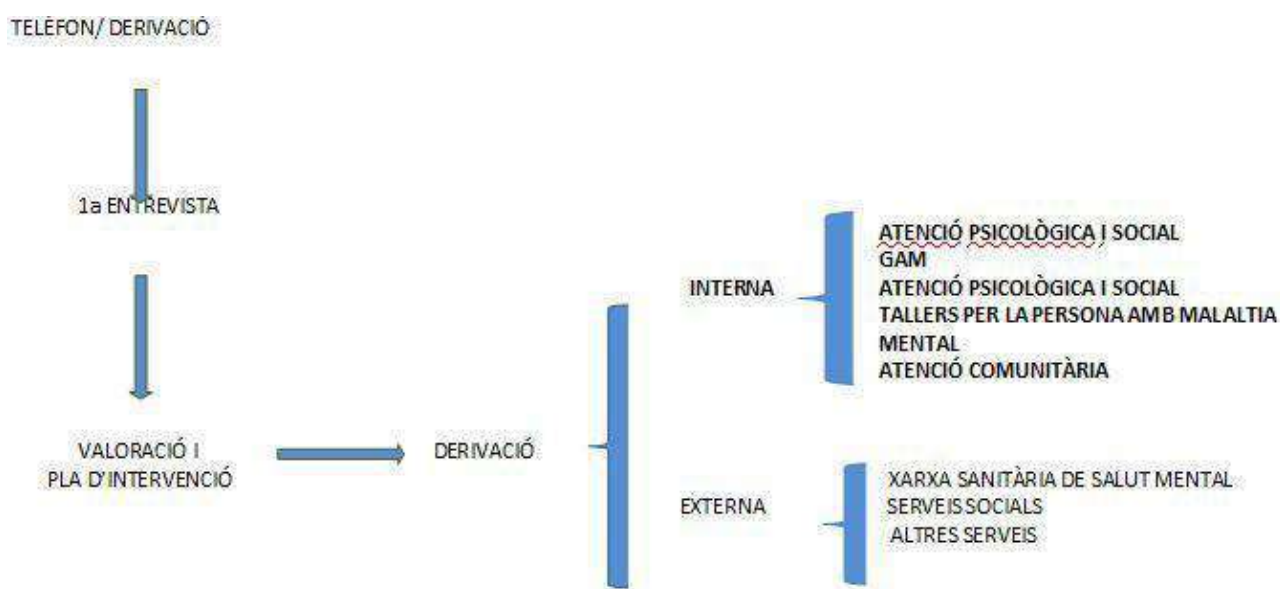 TELÈFON/ DERIVACIÓ
1a ENTREVISTA
VALORACIÓ I
PLA D'INTERVENCIÓ
DERIVACIÓ
INTERNA
ATENCIÓ PSICOLÒGICA I SOCIAL
GAM
ATENCIÓ PSICOLÒGICA I SOCIAL
TALLERS PER LA PERSONA AMB MALALTIA
MENTAL
ATENCIÓ COMUNITÀRIA
EXTERNA
XARXA SANITÀRIA DE SALUT MENTAL
SERVEIS SOCIALS
ALTRES SERVEIS